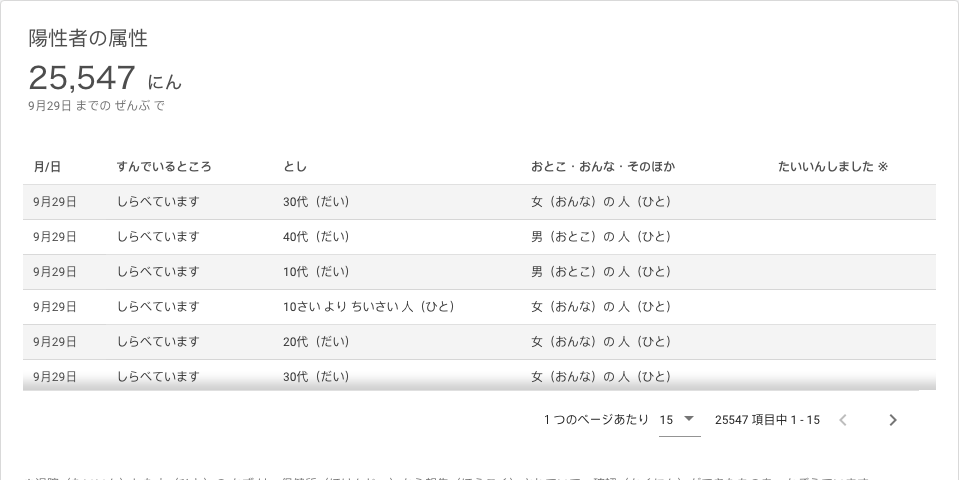 陽性者の属性
25,547 にん
9月29日 までの ぜんぶ で
月/日 すんでいるところ とし おとこ・おんな・そのほか たいいんしました ※
9月29日 しらべています 30代（だい） 女（おんな）の 人（ひと）
9月29日 しらべています 40代（だい） 男（おとこ）の 人（ひと）
9月29日 しらべています 10代（だい） 男（おとこ）の 人（ひと）
9月29日 しらべています 10さい より ちいさい 人（ひと） 女（おんな）の 人（ひと）
9月29日 しらべています 20代（だい） 女（おんな）の 人（ひと）
9月29日 しらべています 30代（だい） 女（おんな）の 人（ひと）
1 つのページあたり 15 25547 項目中 1 - 15